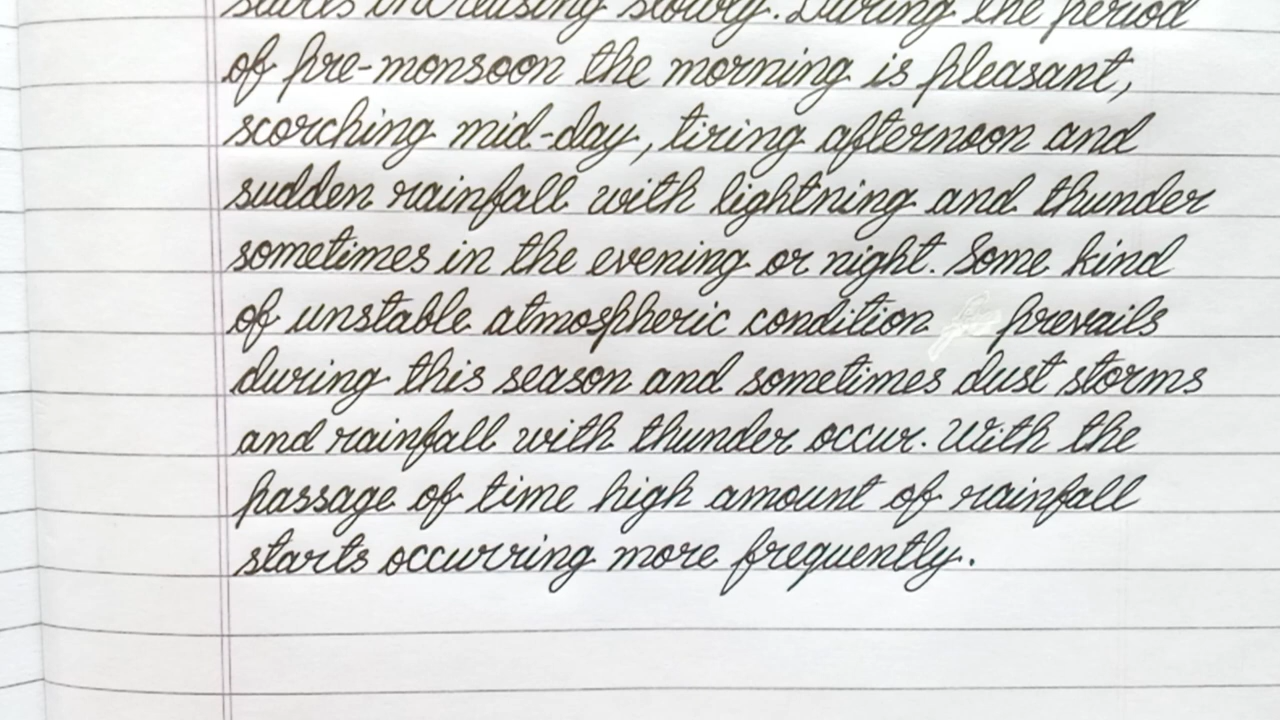 starts increasing slowly. During the period
of pre-monsoon the morning is pleasant,
scorching mid-day, tiring afternoon and
sudden rainfall with lightning and thunder
sometimes in the evening or night. Some kind
of unstable atmospheric condition prevails
during this season and sometimes dust storms
and rainfall with thunder occur. With the
passage of time high amount of rainfall
starts occurring more frequently.